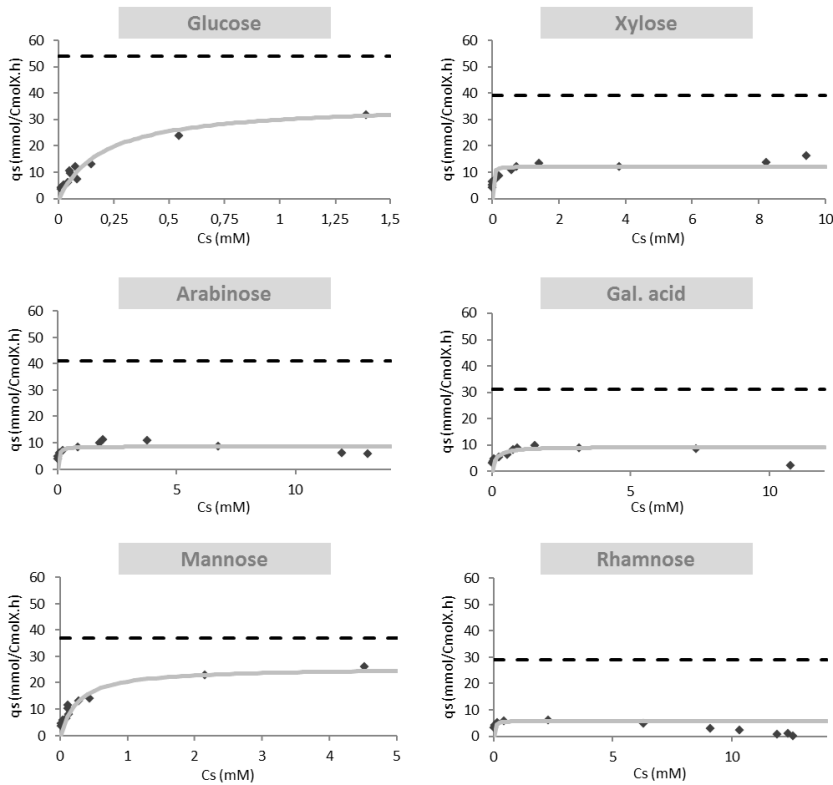 Glucose
qs (mmol/CmolX.h)
60
50
40
30
20
10
0
0 0,25 0,5 0,75 1 1,25 1,5
Cs (mM)
Xylose
qs (mmol/CmolX.h)
60
50
40
30
20
10
0
0 2 4 6 8 10
Cs (mM)
Arabinose
qs (mmol/CmolX.h)
60
50
40
30
20
10
0
0 5 10
Cs (mM)
Gal. acid
qs (mmol/CmolX.h)
60
50
40
30
20
10
0
0 5 10
Cs (mM)
Mannose
qs (mmol/CmolX.h)
60
50
40
30
20
10
0
0 1 2 3 4 5
Cs (mM)
Rhamnose
qs (mmol/CmolX.h)
60
50
40
30
20
10
0
0 5 10
Cs (mM)